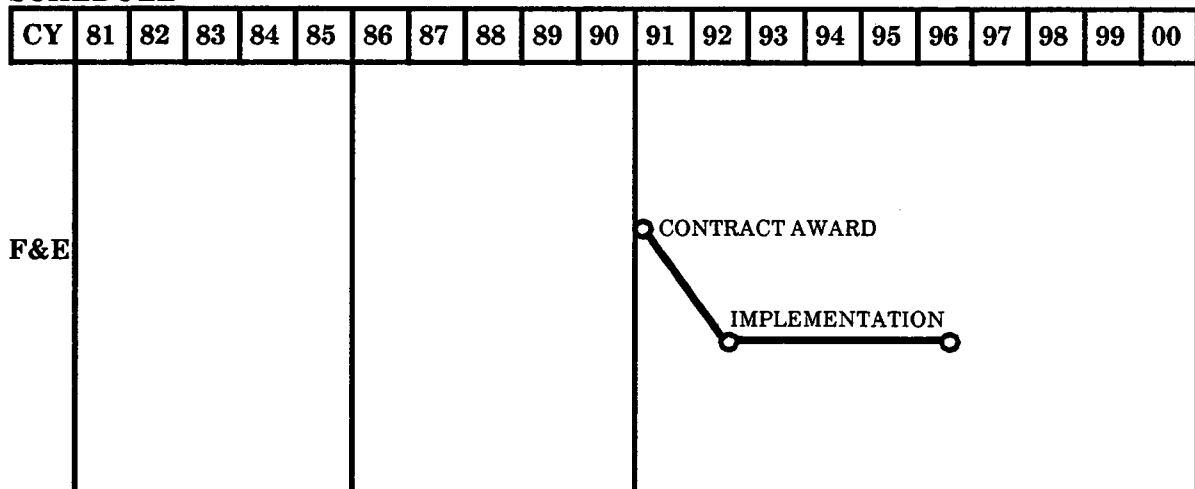 CY 81 82 83 84 85 86 87 88 89 90 91 92 93 94 95 96 97 98 99 00
CONTRACT AWARD
F&E
IMPLEMENTATION